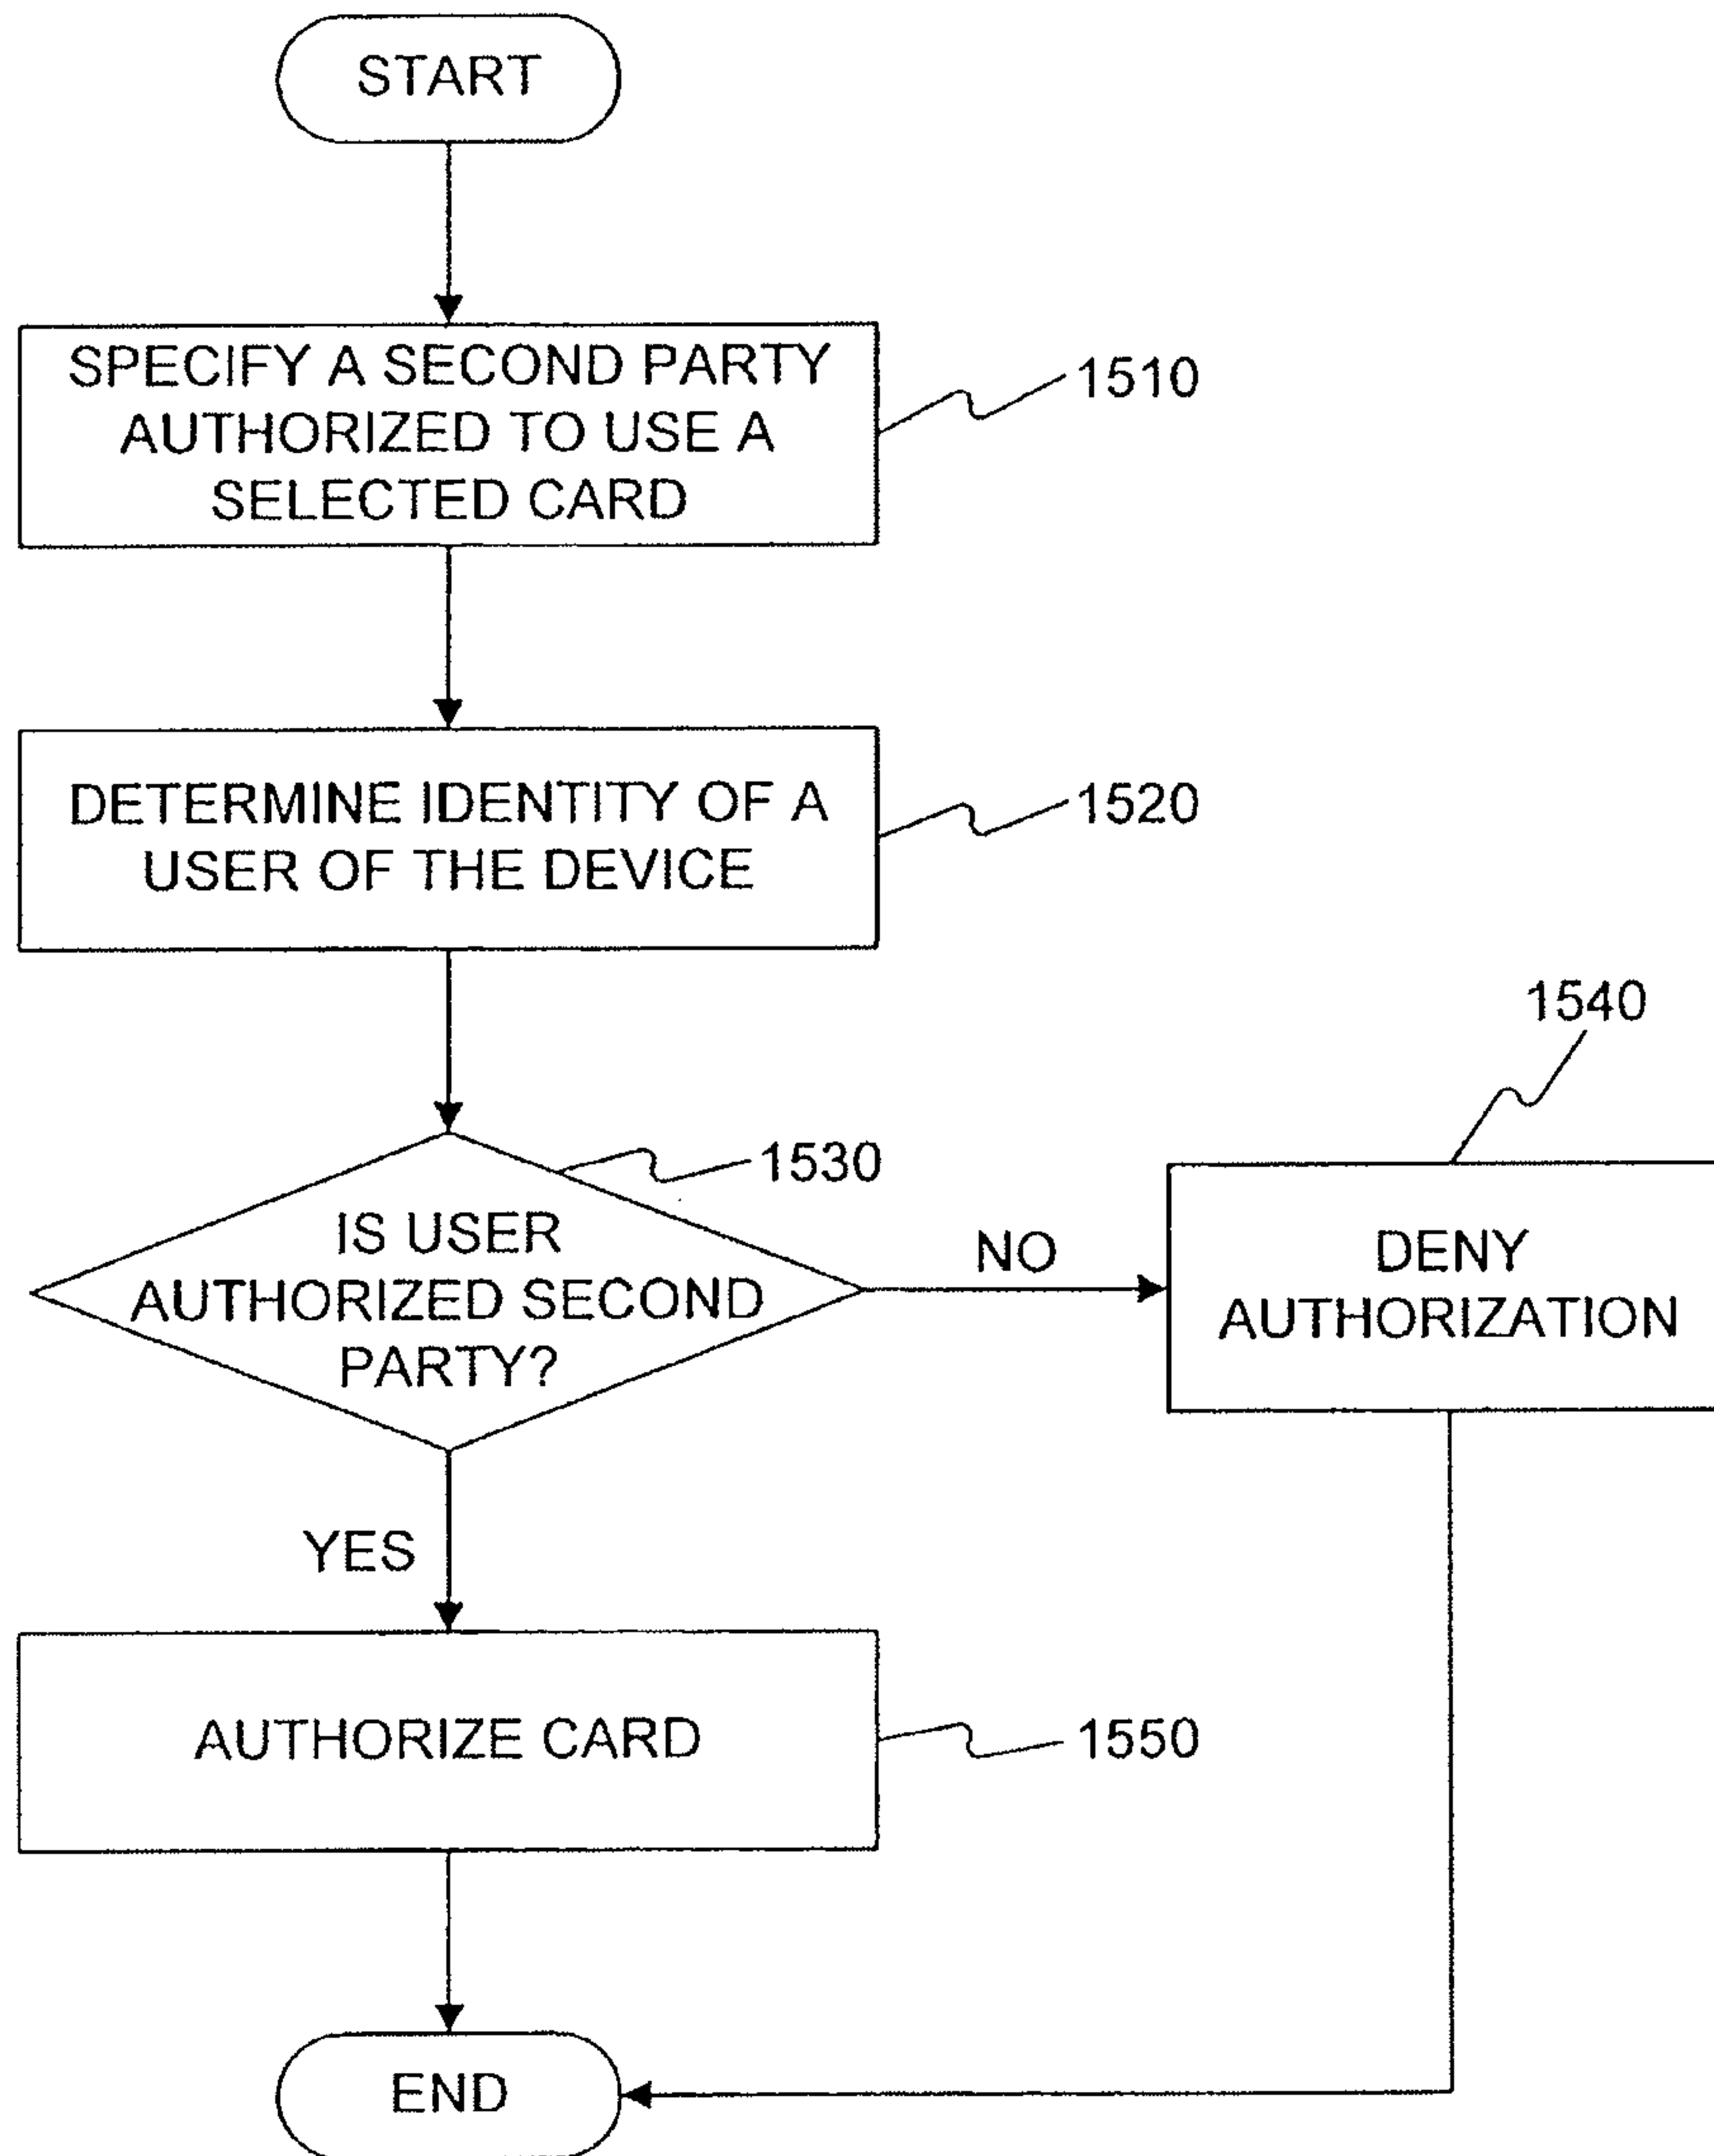 START
SPECIFY A SECOND PARTY
AUTHORIZED TO USE A
SELECTED CARD
1510
DETERMINE IDENTITY OF A
USER OF THE DEVICE
1520
1530
IS USER
AUTHORIZED SECOND
PARTY?
NO
1540
DENY
AUTHORIZATION
YES
AUTHORIZE CARD
1550
END